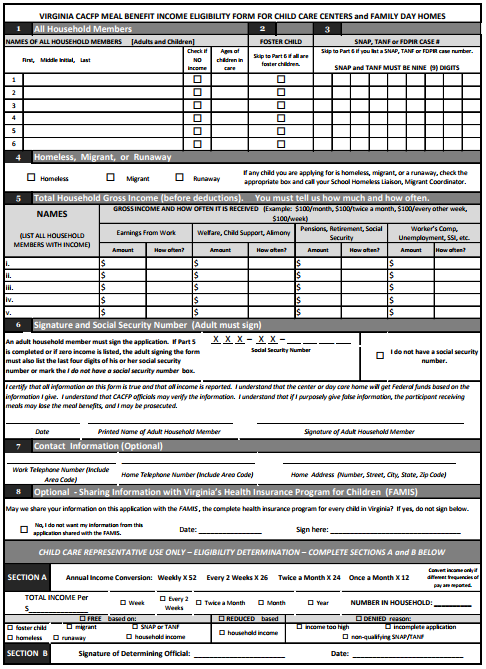 VIRGINIA CACFP MEAL BENEFIT INCOME ELIGIBILITY FORM FOR CHILD CARE CENTERS and FAMILY DAY HOMES
1 All Household Members 2 3
NAMES OF ALL HOUSEHOLD MEMBERS [Adults and Children] Check if NO income Ages of children in care FOSTER CHILD SNAP, TANF or FDPIR CASE #
First, Middle Initial, Last Skip to Part 6 if all are foster children. Skip to Part 6 if you list a SNAP, TANF or FDPIR case number.
SNAP and TANF MUST BE NINE (9) DIGITS
1
2
3
4
5
6
4 Homeless, Migrant, or Runaway
Homeless Migrant Runaway If any child you are applying for is homeless, migrant, or a runaway, check the appropriate box and call your School Homeless Liaison, Migrant Coordinator.
5 Total Household Gross Income (before deductions). You must tell us how much and how often.
NAMES
(LIST ALL HOUSEHOLD MEMBERS WITH INCOME)
GROSS INCOME AND HOW OFTEN IT IS RECEIVED (Example: $100/month, $100/twice a month, $100/every other week, $100/week)
Earnings From Work Welfare, Child Support, Alimony Pensions, Retirement, Social Security Worker's Comp, Unemployment, SSI, etc.
Amount How often? Amount How often? Amount How often? Amount How often?
i. $ $ $ $
ii. $ $ $ $
iii. $ $ $ $
iv. $ $ $ $
v. $ $ $ $
6 Signature and Social Security Number (Adult must sign)
An adult household member must sign the application. If Part 5 is completed or if zero income is listed, the adult signing the form must also list the last four digits of his or her social security number or mark the I do not have a social security number box.
X X X - X X - __ __ __ __
Social Security Number
I do not have a social security number.
I certify that all information on this form is true and that all income is reported. I understand that the center or day care home will get Federal funds based on the
information I give. I understand that CACFP officials may verify the information. I understand that if I purposely give false information, the participant receiving
meals may lose the meal benefits, and I may be prosecuted.
Date Printed Name of Adult Household Member Signature of Adult Household Member
7 Contact Information (Optional)
Work Telephone Number (Include Area Code) Home Telephone Number (Include Area Code) Home Address (Number, Street, City, State, Zip Code)
8 Optional - Sharing Information with Virginia's Health Insurance Program for Children (FAMIS)
May we share your information on this application with the FAMIS, the complete health insurance program for every child in Virginia? If yes, do not sign below.
No, I do not want my information from this application shared with the FAMIS. Date: Sign here:
CHILD CARE REPRESENTATIVE USE ONLY – ELIGIBILITY DETERMINATION – COMPLETE SECTIONS A and B BELOW
SECTION A Annual Income Conversion: Weekly X 52 Every 2 Weeks X 26 Twice a Month X 24 Once a Month X 12 Convert income only if different frequencies of pay are reported.
TOTAL INCOME Per $ Week Every 2 Weeks Twice a Month Month Year NUMBER IN HOUSEHOLD:
FREE based on: REDUCED based DENIED reason:
foster child migrant SNAP or TANF household income income too high incomplete application
homeless runaway household income non-qualifying SNAP/TANF
SECTION B Signature of Determining Official: Date: